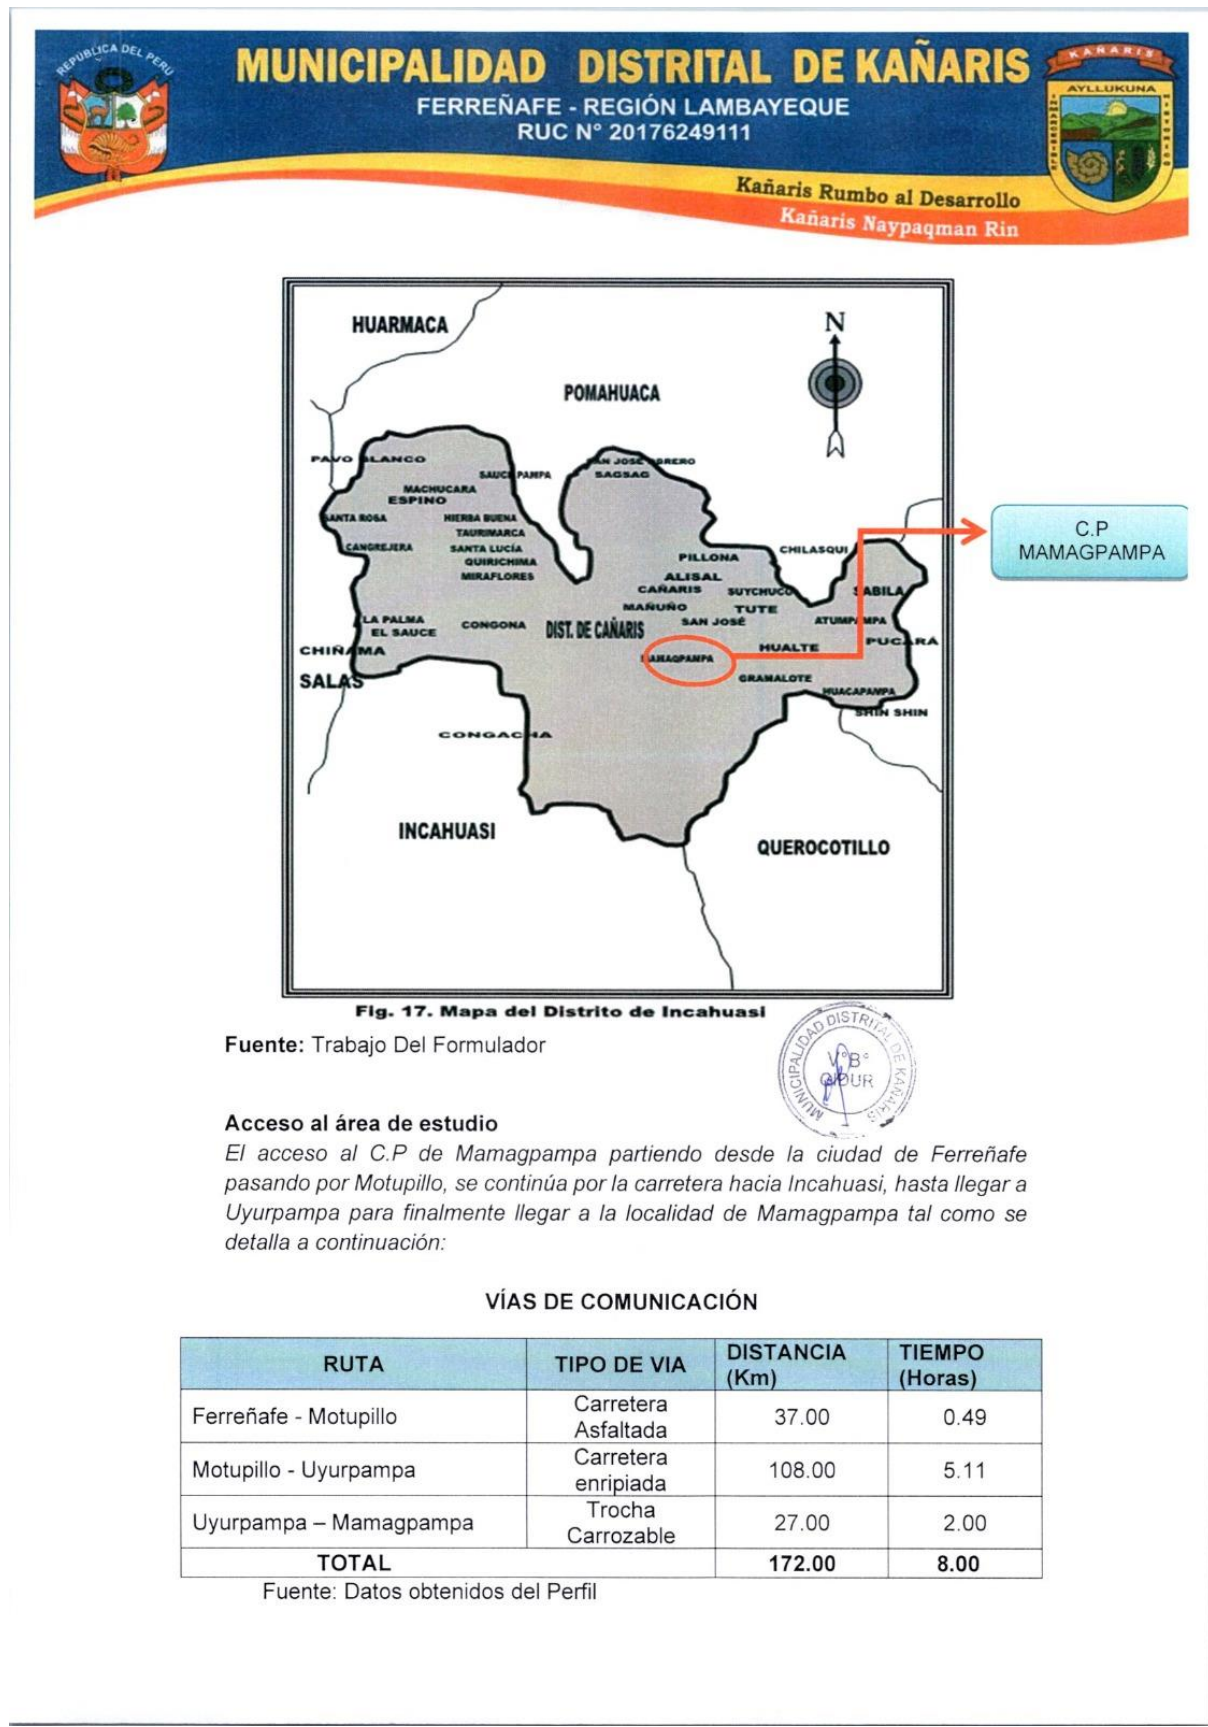 REPÚBLICA DEL PERÚ
MUNICIPALIDAD DISTRITAL DE KAÑARIS
FERREÑAFE - REGIÓN LAMBAYEQUE
RUC N° 20176249111
KAÑARIS
AYLLUKUNA
Kañaris Rumbo al Desarrollo
Kañaris Naypaqman Rin
HUARMACA
N
POMAHUACA
PAVO BLANCO
SAUCE PAMPA
SAGSAG
MACHUCARA
ESPINO
SANTA ROSA
HIERBA BUENA
TAURIMARCA
CANGREJERA
SANTA LUCÍA
QUIRICHIMA
MIRAFLORES
PILLONA
CHILASQUI
ALISAL
CAÑARIS
SUYCHUCO
SABILA
MAÑUÑO
TUTE
LA PALMA
EL SAUCE
CONGONA
DIST. DE CAÑARIS
SAN JOSÉ
ATUMPAMPA
PUCARÁ
CHIÑAMA
HUALTE
MAMAGPAMPA
SALAS
GRAMALOTE
HUACAPAMPA
SHIN SHIN
CONGACHA
INCAHUASI
QUEROCOTILLO
C.P
MAMAGPAMPA
Fig. 17. Mapa del Distrito de Incahuasi
Fuente: Trabajo Del Formulador
MUNICIPALIDAD DISTRITAL DE KAÑARIS
V°B°
Acceso al área de estudio
El acceso al C.P de Mamagpampa partiendo desde la ciudad de Ferreñafe
pasando por Motupillo, se continúa por la carretera hacia Incahuasi, hasta llegar a
Uyurpampa para finalmente llegar a la localidad de Mamagpampa tal como se
detalla a continuación:
VÍAS DE COMUNICACIÓN
RUTA TIPO DE VIA DISTANCIA (Km) TIEMPO (Horas)
Ferreñafe - Motupillo Carretera Asfaltada 37.00 0.49
Motupillo - Uyurpampa Carretera enripiada 108.00 5.11
Uyurpampa – Mamagpampa Trocha Carrozable 27.00 2.00
TOTAL 172.00 8.00
Fuente: Datos obtenidos del Perfil